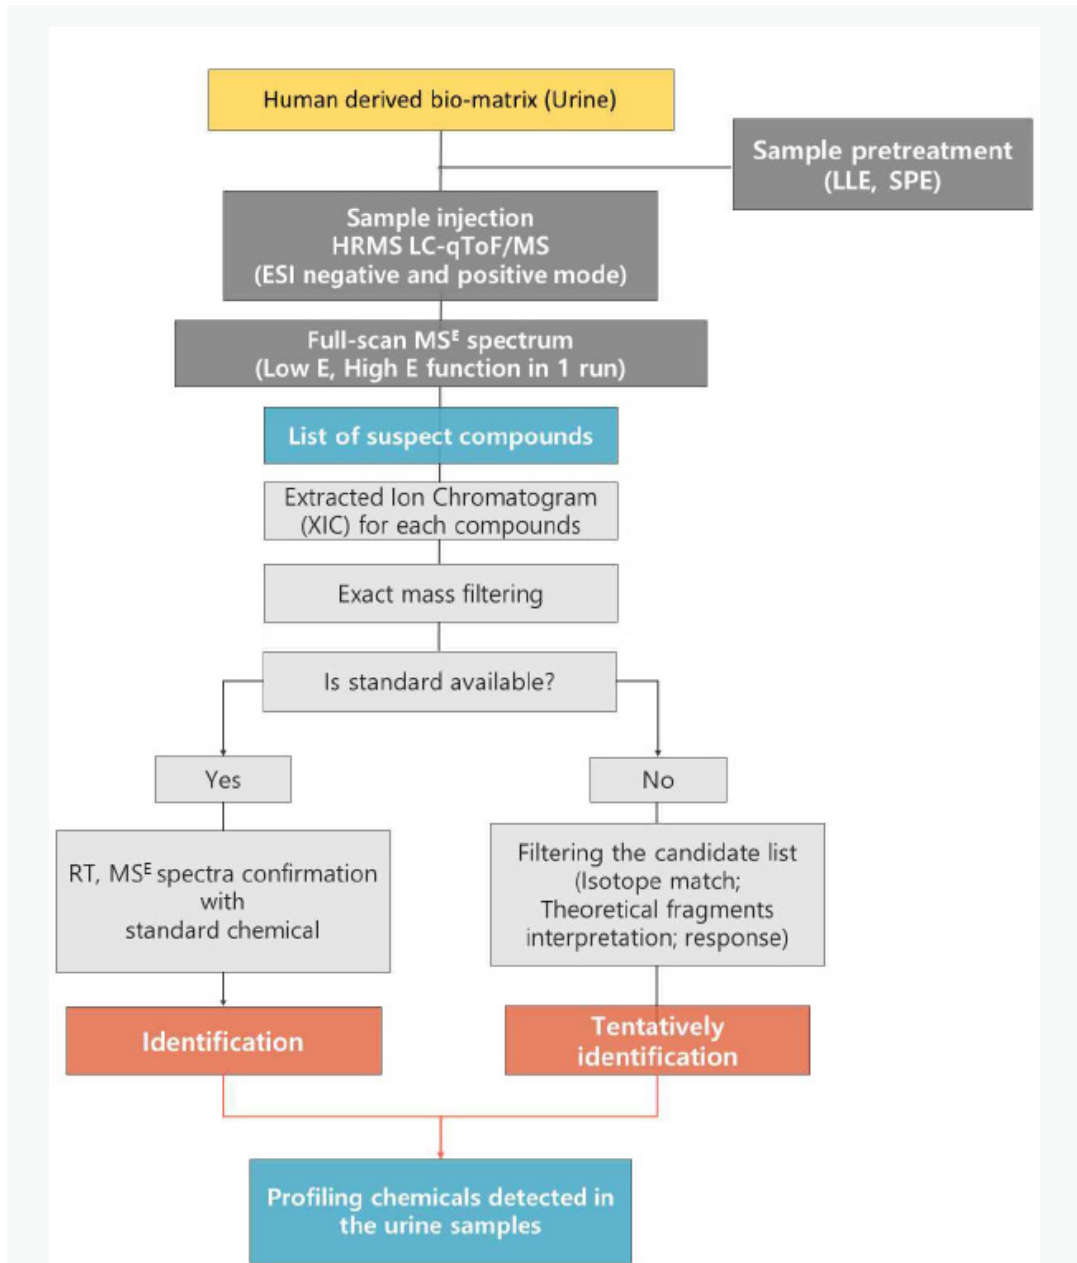 Human derived bio-matrix (Urine)
Sample pretreatment
(LLE, SPE)
Sample injection
HRMS LC-qToF/MS
(ESI negative and positive mode)
Full-scan MSᴱ spectrum
(Low E, High E function in 1 run)
List of suspect compounds
Extracted Ion Chromatogram
(XIC) for each compounds
Exact mass filtering
Is standard available?
Yes
No
RT, MSᴱ spectra confirmation
with
standard chemical
Filtering the candidate list
(Isotope match;
Theoretical fragments
interpretation; response)
Identification
Tentatively
identification
Profiling chemicals detected in
the urine samples